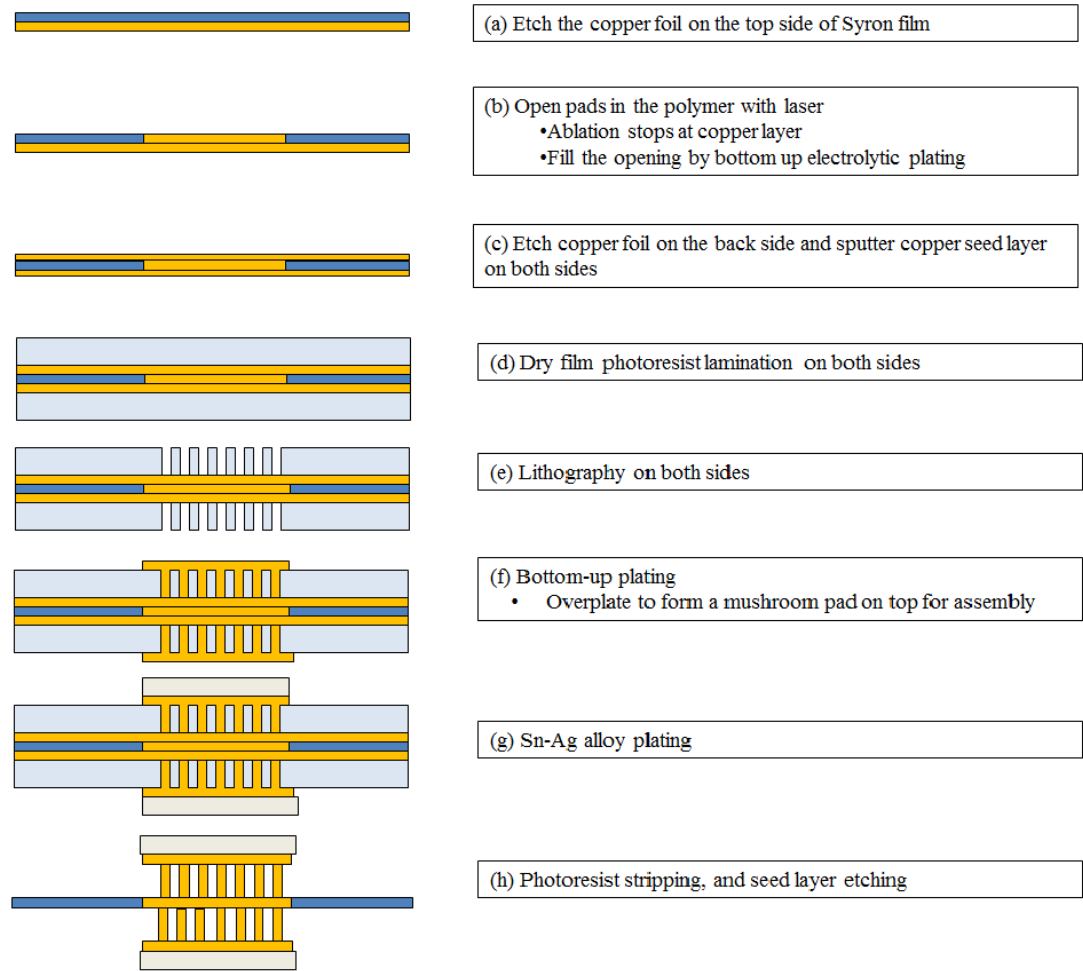 (a) Etch the copper foil on the top side of Syron film
(b) Open pads in the polymer with laser
•Ablation stops at copper layer
•Fill the opening by bottom up electrolytic plating
(c) Etch copper foil on the back side and sputter copper seed layer
on both sides
(d) Dry film photoresist lamination on both sides
(e) Lithography on both sides
(f) Bottom-up plating
• Overplate to form a mushroom pad on top for assembly
(g) Sn-Ag alloy plating
(h) Photoresist stripping, and seed layer etching